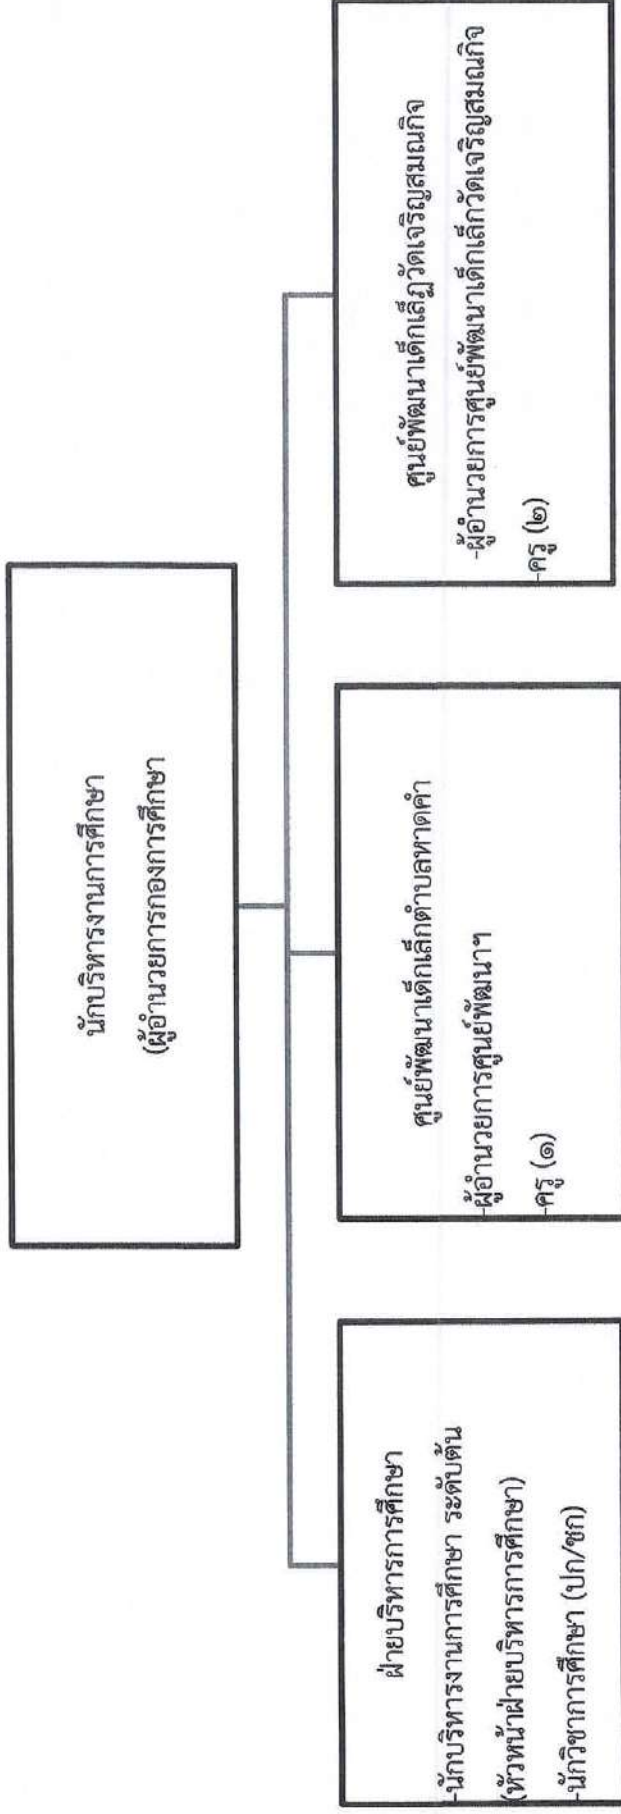 นักบริหารงานการศึกษา
(ผู้อำนวยการกองการศึกษา
ฝ่ายบริหารการศึกษา
-นักบริหารงานการศึกษา ระดับต้น
(หัวหน้าฝ่ายบริหารการศึกษา)
-นักวิชาการศึกษา (ปก/ชก)
ศูนย์พัฒนาเด็กเล็กตำบลหาดคำ
-ผู้อำนวยการศูนย์พัฒนาฯ
-ครู (๑)
ศูนย์พัฒนาเด็กเล็ฏวัดเจริญสมณกิจ
-ผู้อำนวยการศูนย์พัฒนาเด็กเล็กวัดเจริญสมณกิจ
-ครู (๒)